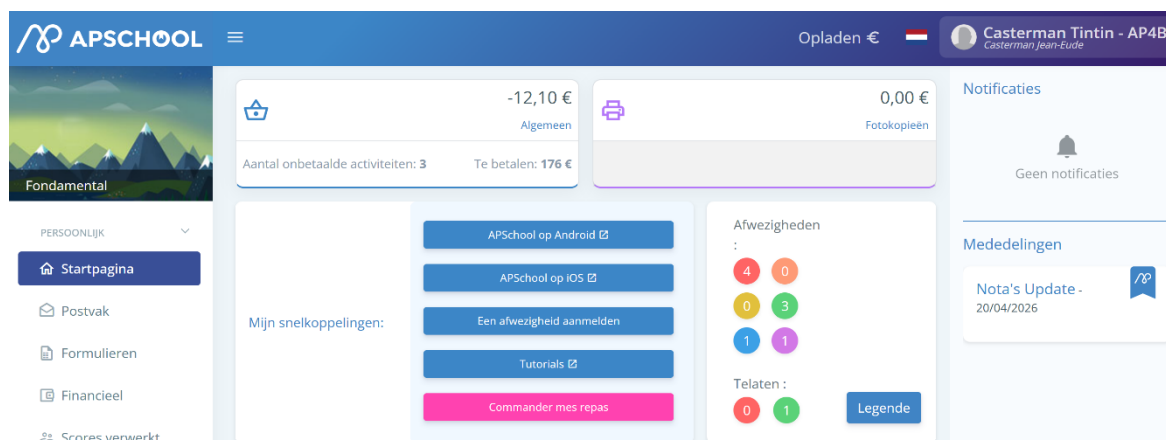 APSCHOOL
Opladen €
Casterman Tintin - AP4B
Casterman Jean-Eude
Fondamental
PERSOONLIJK
Startpagina
Postvak
Formulieren
Financieel
Scores verwerkt
-12,10 €
Algemeen
Aantal onbetaalde activiteiten: 3
Te betalen: 176 €
0,00 €
Fotokopieën
Mijn snelkoppelingen:
APSchool op Android
APSchool op iOS
Een afwezigheid aanmelden
Tutorials
Commander mes repas
Afwezigheden
:
4 0
0 3
1 1
Telaten :
0 1
Legende
Notificaties
Geen notificaties
Mededelingen
Nota's Update -
20/04/2026